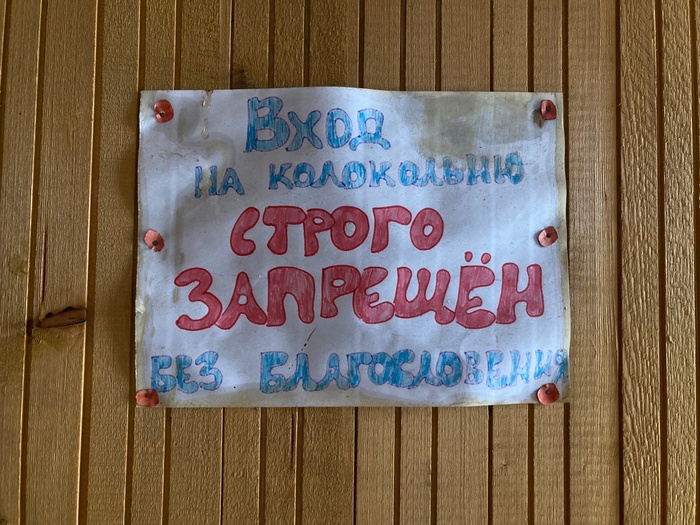 Вход
на колокольню
строго
запрещён
без благословения